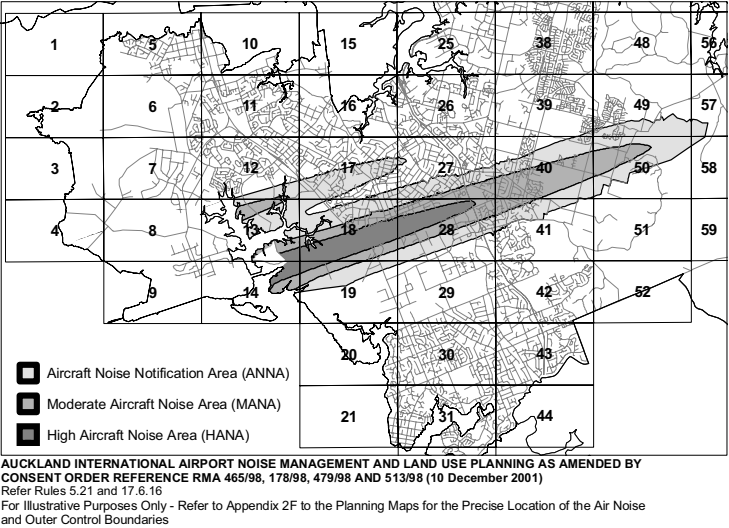 1 5 10 15 25 38 48 56
2 6 11 16 26 39 49 57
3 7 12 17 27 40 50 58
4 8 13 18 28 41 51 59
9 14 19 29 42 52
20 30 43
21 31 44
Aircraft Noise Notification Area (ANNA)
Moderate Aircraft Noise Area (MANA)
High Aircraft Noise Area (HANA)
AUCKLAND INTERNATIONAL AIRPORT NOISE MANAGEMENT AND LAND USE PLANNING AS AMENDED BY
CONSENT ORDER REFERENCE RMA 465/98, 178/98, 479/98 AND 513/98 (10 December 2001)
Refer Rules 5.21 and 17.6.16
For Illustrative Purposes Only - Refer to Appendix 2F to the Planning Maps for the Precise Location of the Air Noise
and Outer Control Boundaries